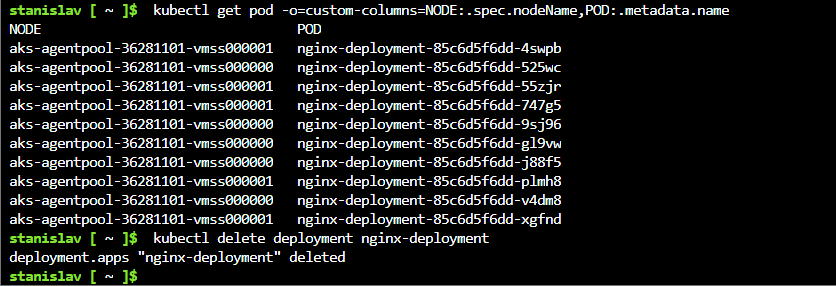 stanislav [ ~ ]$ kubectl get pod -o=custom-columns=NODE:.spec.nodeName,POD:.metadata.name
NODE POD
aks-agentpool-36281101-vmss000001 nginx-deployment-85c6d5f6dd-4swpb
aks-agentpool-36281101-vmss000000 nginx-deployment-85c6d5f6dd-525wc
aks-agentpool-36281101-vmss000001 nginx-deployment-85c6d5f6dd-55zjr
aks-agentpool-36281101-vmss000001 nginx-deployment-85c6d5f6dd-747g5
aks-agentpool-36281101-vmss000000 nginx-deployment-85c6d5f6dd-9sj96
aks-agentpool-36281101-vmss000000 nginx-deployment-85c6d5f6dd-gl9vw
aks-agentpool-36281101-vmss000000 nginx-deployment-85c6d5f6dd-j88f5
aks-agentpool-36281101-vmss000001 nginx-deployment-85c6d5f6dd-plmh8
aks-agentpool-36281101-vmss000000 nginx-deployment-85c6d5f6dd-v4dm8
aks-agentpool-36281101-vmss000001 nginx-deployment-85c6d5f6dd-xgfnd
stanislav [ ~ ]$ kubectl delete deployment nginx-deployment
deployment.apps "nginx-deployment" deleted
stanislav [ ~ ]$